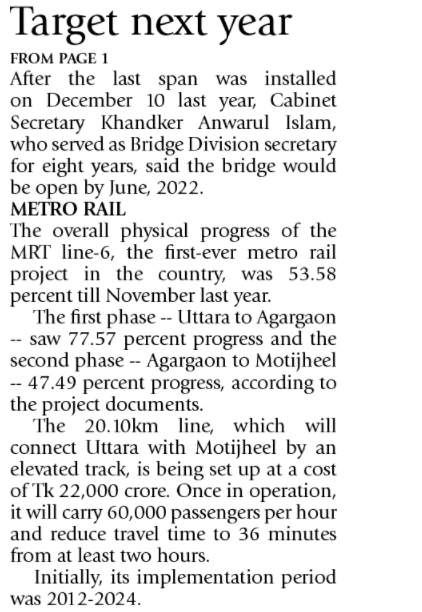 Target next year
FROM PAGE 1
After the last span was installed
on December 10 last year, Cabinet
Secretary Khandker Anwarul Islam,
who served as Bridge Division secretary
for eight years, said the bridge would
be open by June, 2022.
METRO RAIL
The overall physical progress of the
MRT line-6, the first-ever metro rail
project in the country, was 53.58
percent till November last year.
The first phase -- Uttara to Agargaon
-- saw 77.57 percent progress and the
second phase -- Agargaon to Motijheel
-- 47.49 percent progress, according to
the project documents.
The 20.10km line, which will
connect Uttara with Motijheel by an
elevated track, is being set up at a cost
of Tk 22,000 crore. Once in operation,
it will carry 60,000 passengers per hour
and reduce travel time to 36 minutes
from at least two hours.
Initially, its implementation period
was 2012-2024.